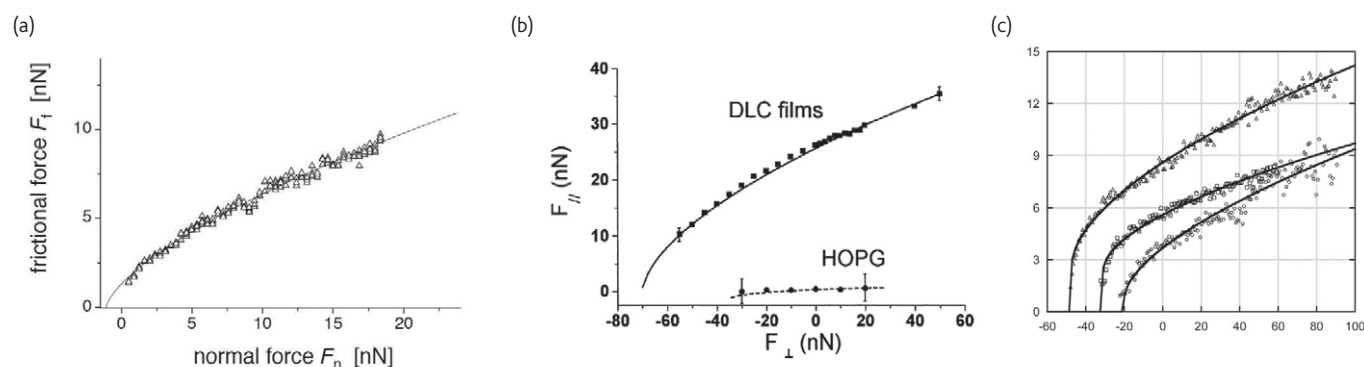 (a)
frictional force F_f [nN]
10
5
0
0 5 10 15 20
normal force F_n [nN]
(b)
F_// (nN)
40
30
20
10
0
DLC films
HOPG
-80 -60 -40 -20 0 20 40 60
F_⊥ (nN)
(c)
15
12
9
6
3
0
-60 -40 -20 0 20 40 60 80 100